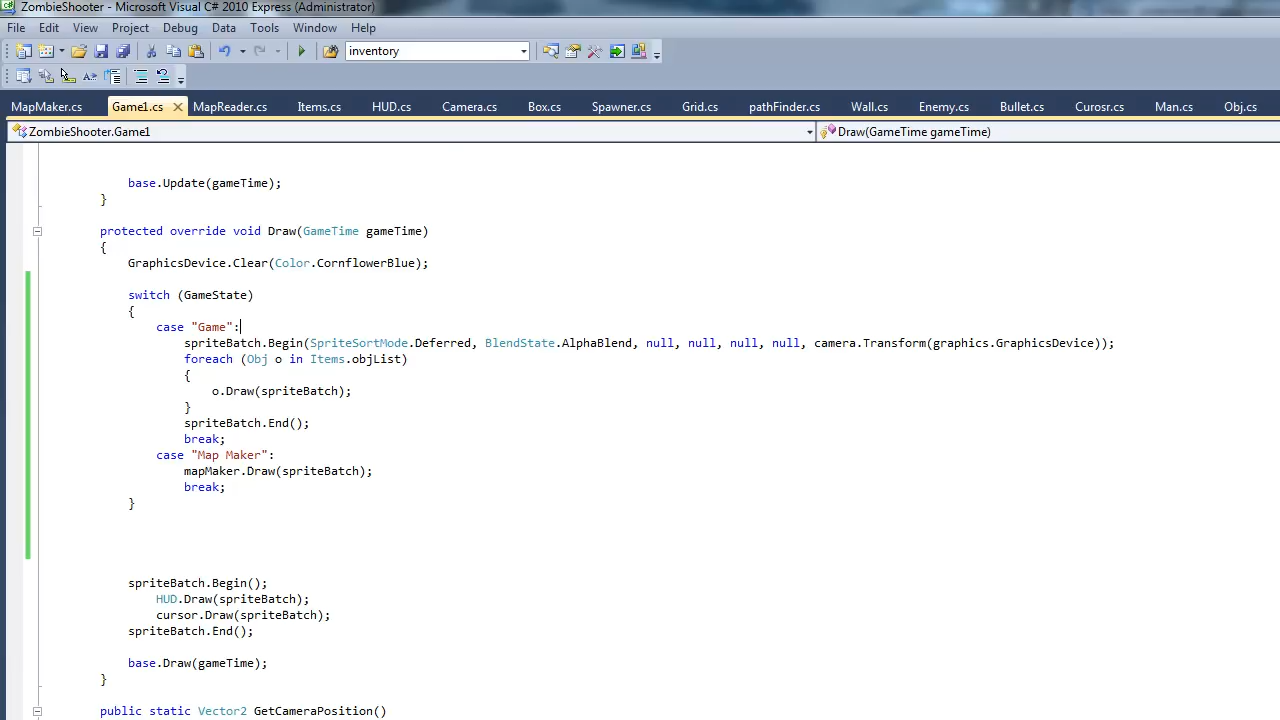 ZombieShooter - Microsoft Visual C# 2010 Express (Administrator)
File Edit View Project Debug Data Tools Window Help
inventory
MapMaker.cs Game1.cs MapReader.cs Items.cs HUD.cs Camera.cs Box.cs Spawner.cs Grid.cs pathFinder.cs Wall.cs Enemy.cs Bullet.cs Curosr.cs Man.cs Obj.cs
ZombieShooter.Game1 Draw(GameTime gameTime)
base.Update(gameTime);
}
protected override void Draw(GameTime gameTime)
{
GraphicsDevice.Clear(Color.CornflowerBlue);
switch (GameState)
{
case "Game":
spriteBatch.Begin(SpriteSortMode.Deferred, BlendState.AlphaBlend, null, null, null, null, camera.Transform(graphics.GraphicsDevice));
foreach (Obj o in Items.objList)
{
o.Draw(spriteBatch);
}
spriteBatch.End();
break;
case "Map Maker":
mapMaker.Draw(spriteBatch);
break;
}
spriteBatch.Begin();
HUD.Draw(spriteBatch);
cursor.Draw(spriteBatch);
spriteBatch.End();
base.Draw(gameTime);
}
public static Vector2 GetCameraPosition()